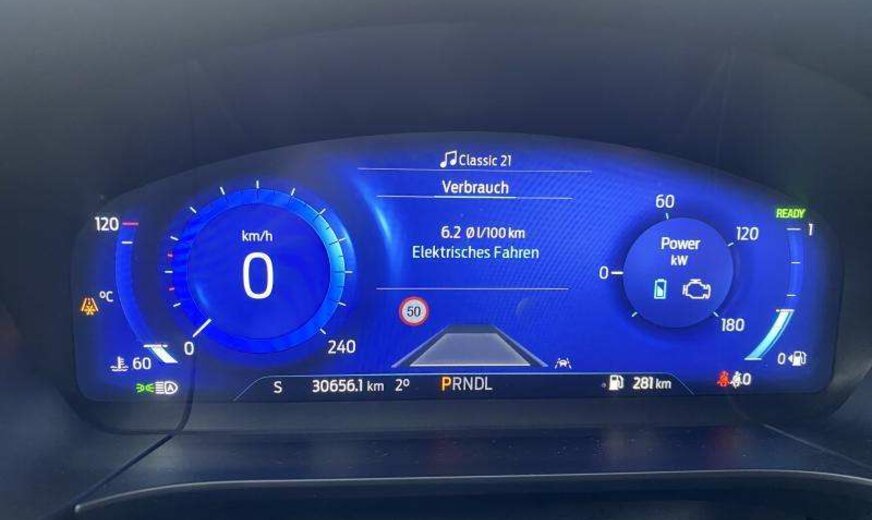 Classic 21
Verbrauch
6.2 Ø l/100 km
Elektrisches Fahren
120
°C
60
km/h
0
0
240
50
60
0
120
180
Power
kW
READY
1
0
A
S 30656.1 km 2° PRNDL 281 km
0